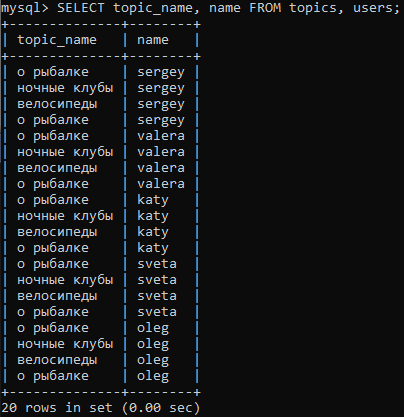 mysql> SELECT topic_name, name FROM topics, users;
+---------------+--------+
| topic_name    | name   |
+---------------+--------+
| о рыбалке     | sergey |
| ночные клубы  | sergey |
| велосипеды    | sergey |
| о рыбалке     | sergey |
| о рыбалке     | valera |
| ночные клубы  | valera |
| велосипеды    | valera |
| о рыбалке     | valera |
| о рыбалке     | katy   |
| ночные клубы  | katy   |
| велосипеды    | katy   |
| о рыбалке     | katy   |
| о рыбалке     | sveta  |
| ночные клубы  | sveta  |
| велосипеды    | sveta  |
| о рыбалке     | sveta  |
| о рыбалке     | oleg   |
| ночные клубы  | oleg   |
| велосипеды    | oleg   |
| о рыбалке     | oleg   |
+---------------+--------+
20 rows in set (0.00 sec)